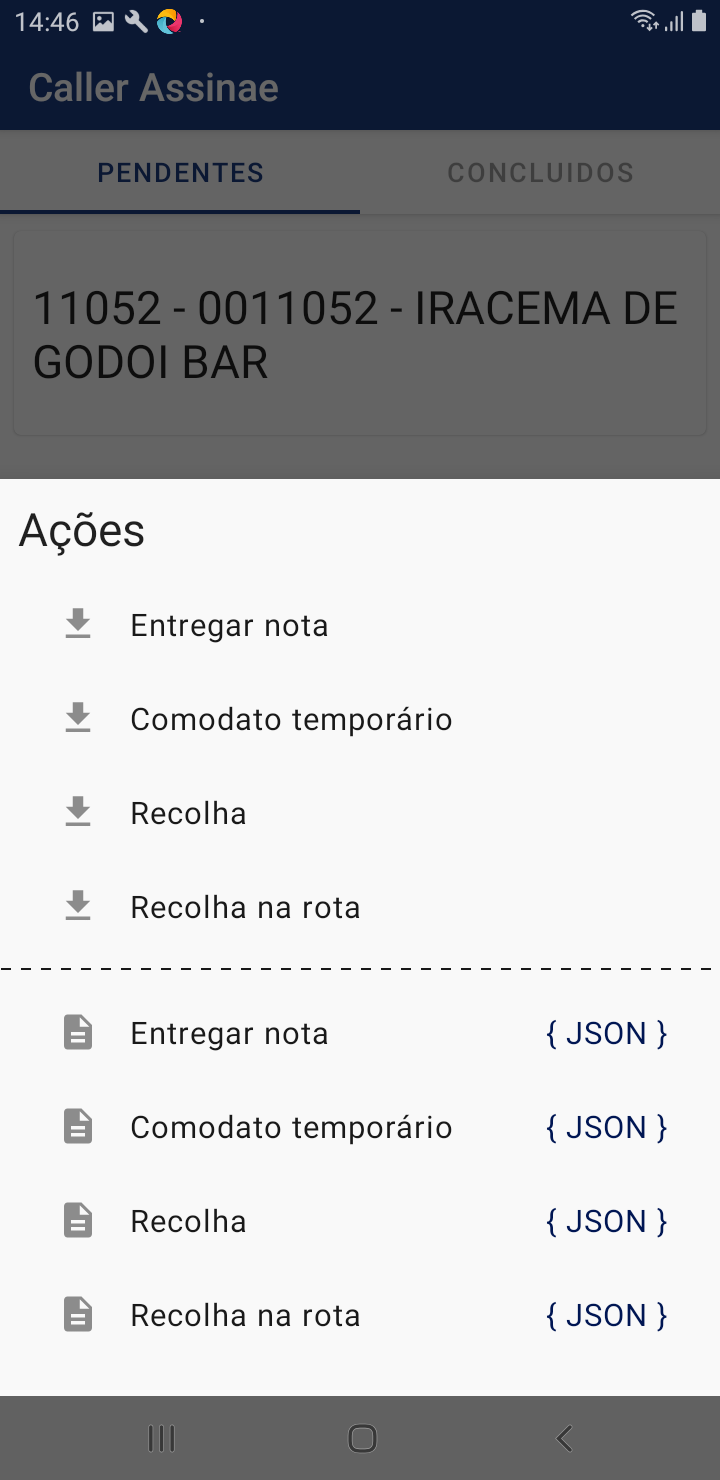 14:46
Caller Assinae
PENDENTES
CONCLUIDOS
11052 - 0011052 - IRACEMA DE
GODOI BAR
Ações
Entregar nota
Comodato temporário
Recolha
Recolha na rota
Entregar nota { JSON }
Comodato temporário { JSON }
Recolha { JSON }
Recolha na rota { JSON }